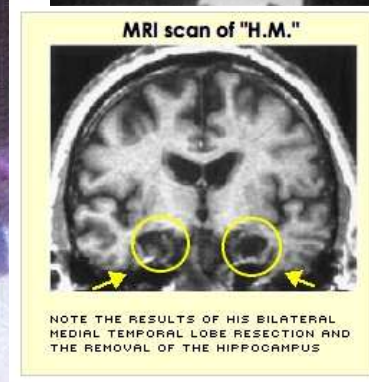 MRI scan of "H.M."
NOTE THE RESULTS OF HIS BILATERAL
MEDIAL TEMPORAL LOBE RESECTION AND
THE REMOVAL OF THE HIPPOCAMPUS